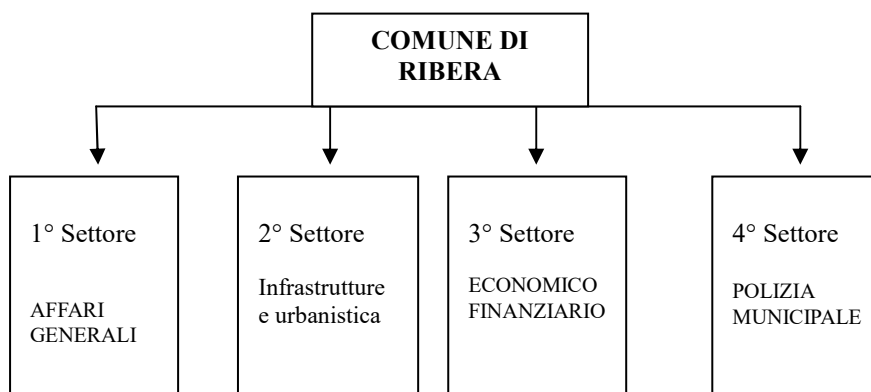 COMUNE DI
RIBERA
1° Settore
AFFARI
GENERALI
2° Settore
Infrastrutture
e urbanistica
3° Settore
ECONOMICO
FINANZIARIO
4° Settore
POLIZIA
MUNICIPALE